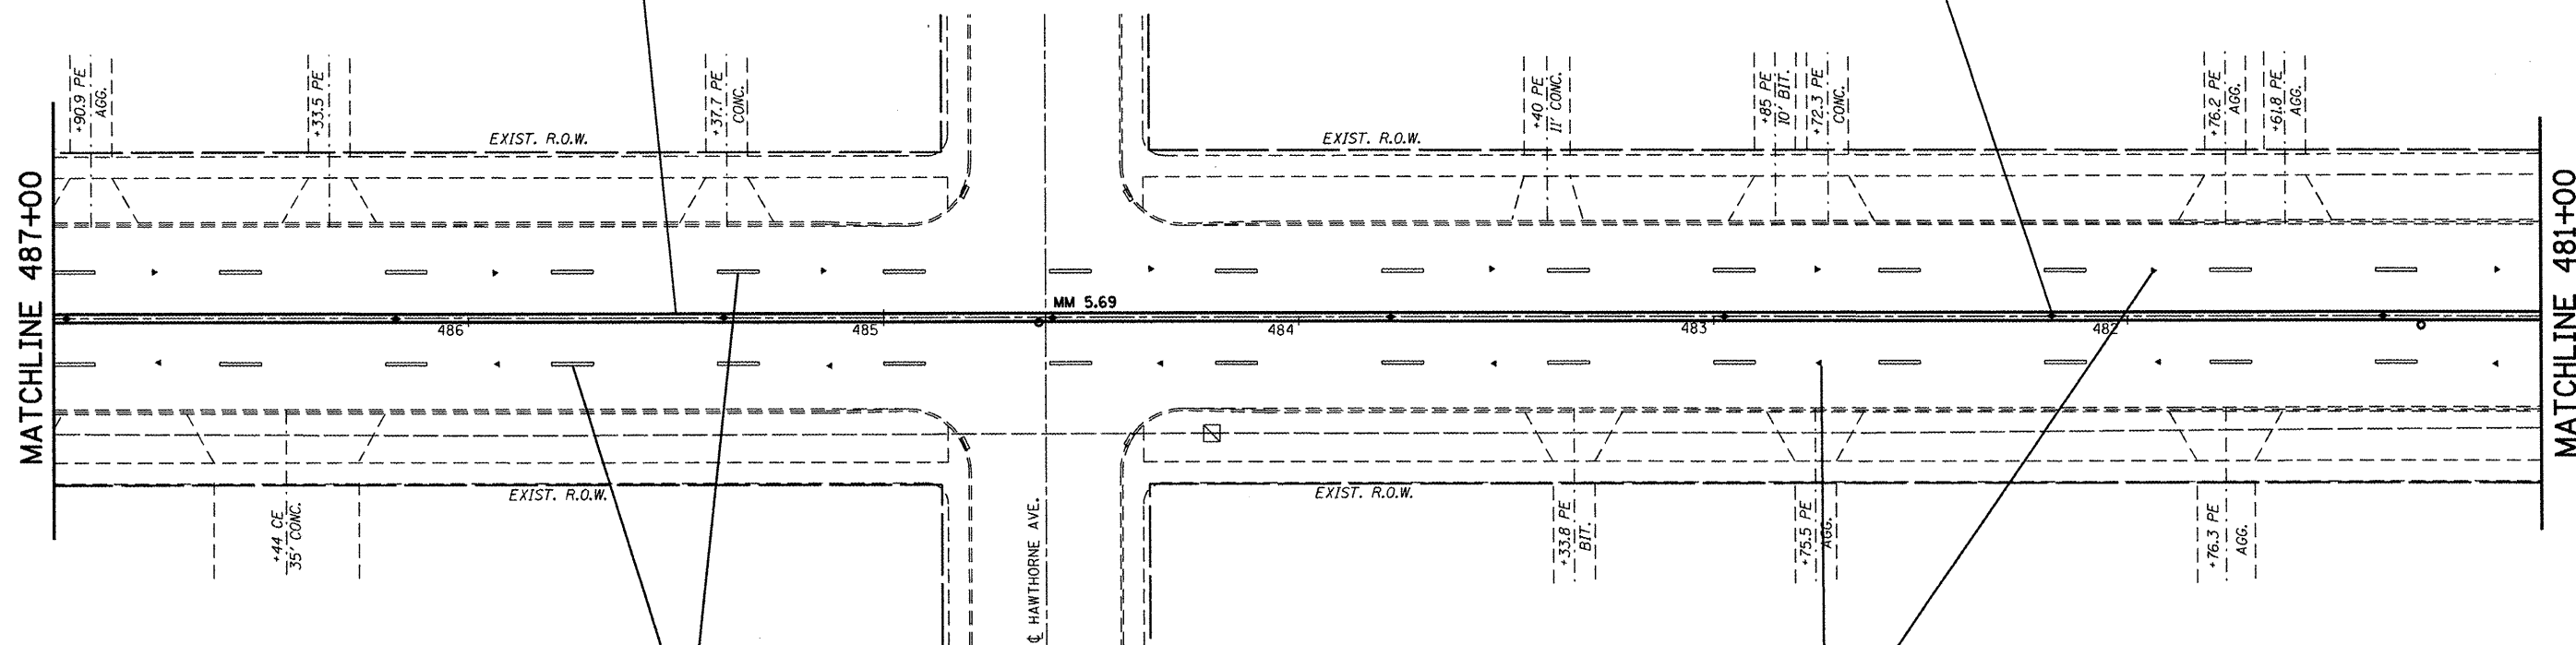 +90.9 PE
AGG.
+33.5 PE
+37.7 PE
CONC.
+40 PE
11' CONC.
+85 PE
10' BIT.
+72.3 PE
CONC.
+76.2 PE
AGG.
+61.8 PE
AGG.
EXIST. R.O.W.
EXIST. R.O.W.
MATCHLINE 487+00
MATCHLINE 481+00
MM 5.69
486
485
484
483
482
EXIST. R.O.W.
EXIST. R.O.W.
+44 CE
35' CONC.
℄ HAWTHORNE AVE.
+33.8 PE
BIT.
+75.5 PE
AGG.
+76.3 PE
AGG.